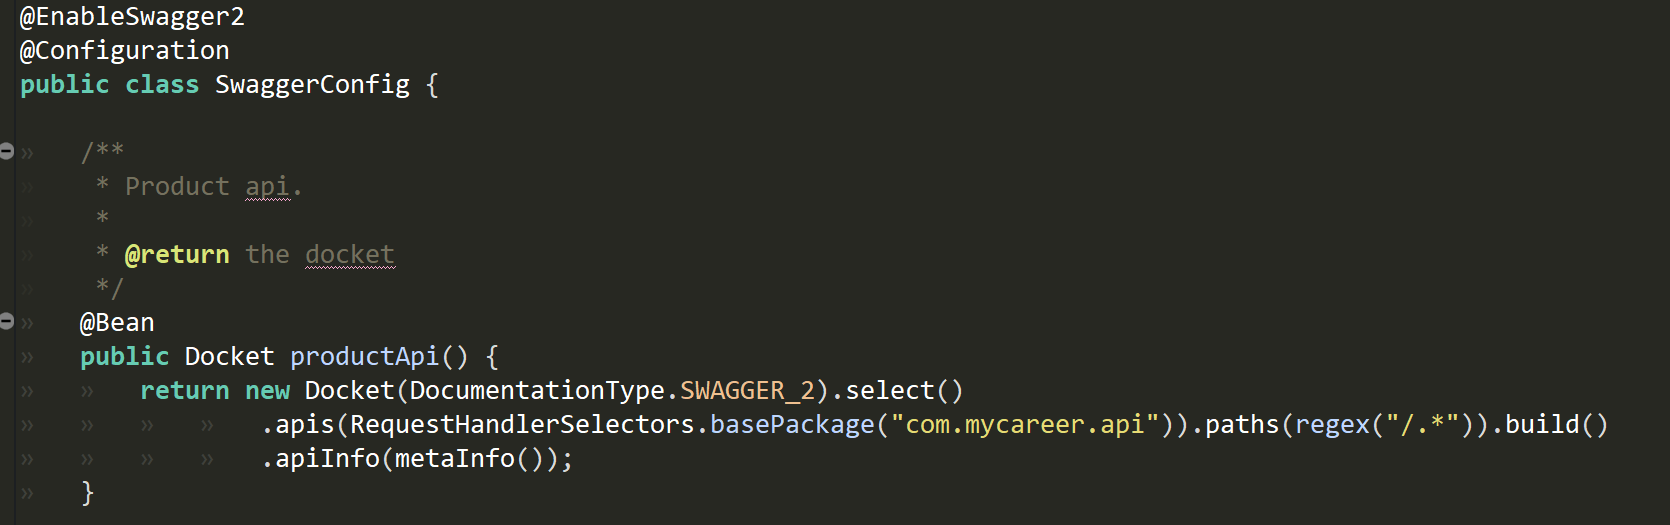 @EnableSwagger2
@Configuration
public class SwaggerConfig {
/**
* Product api.
*
* @return the docket
*/
@Bean
public Docket productApi() {
return new Docket(DocumentationType.SWAGGER_2).select()
.apis(RequestHandlerSelectors.basePackage("com.mycareer.api")).paths(regex("/.*")).build()
.apiInfo(metaInfo());
}